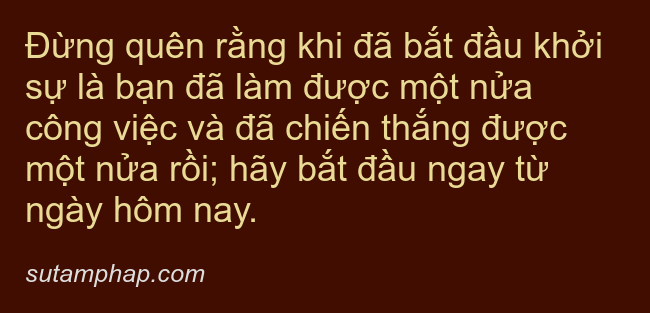 Đừng quên rằng khi đã bắt đầu khởi
sự là bạn đã làm được một nửa
công việc và đã chiến thắng được
một nửa rồi; hãy bắt đầu ngay từ
ngày hôm nay.
sutamphap.com